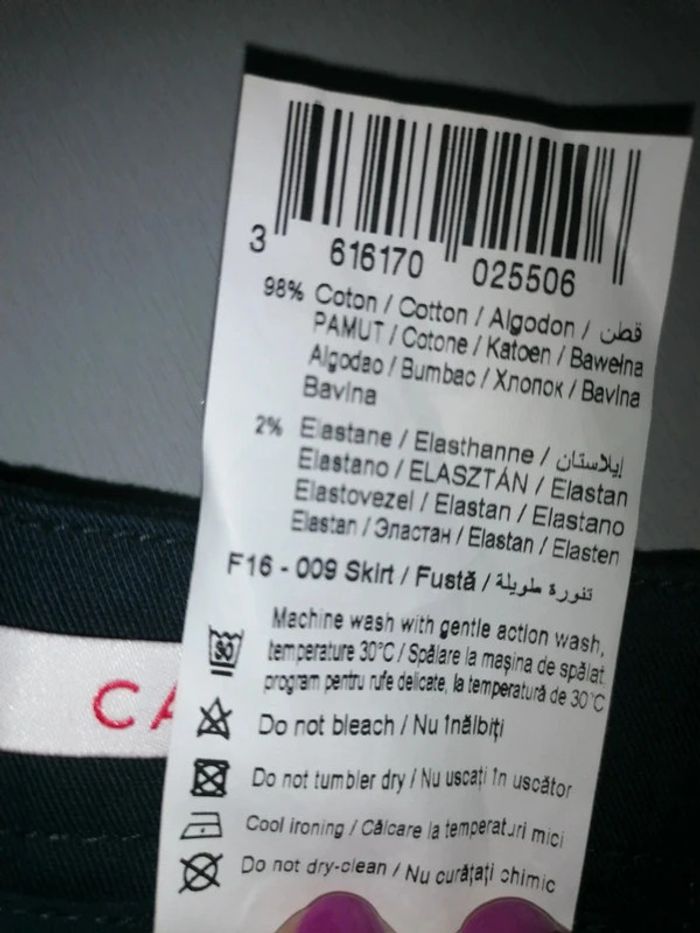 3 616170 025506
98% Coton / Cotton / Algodon / قطن
PAMUT / Cotone / Katoen / Bawełna
Algodao / Bumbac / Хлопок / Bavlna
Bavlna
2% Elastane / Elasthanne / إيلاستان
Elastano / ELASZTÁN / Elastan
Elastovezel / Elastan / Elastano
Elastan / Эластан / Elastan / Elasten
F16 - 009 Skirt / Fustă / تنورة طويلة
Machine wash with gentle action wash,
30 temperature 30°C / Spălare la mașina de spălat
program pentru rufe delicate, la temperatură de 30°C
CA
Do not bleach / Nu înălbiți
Do not tumbler dry / Nu uscați în uscător
Cool ironing / Călcare la temperaturi mici
Do not dry-clean / Nu curățați chimic